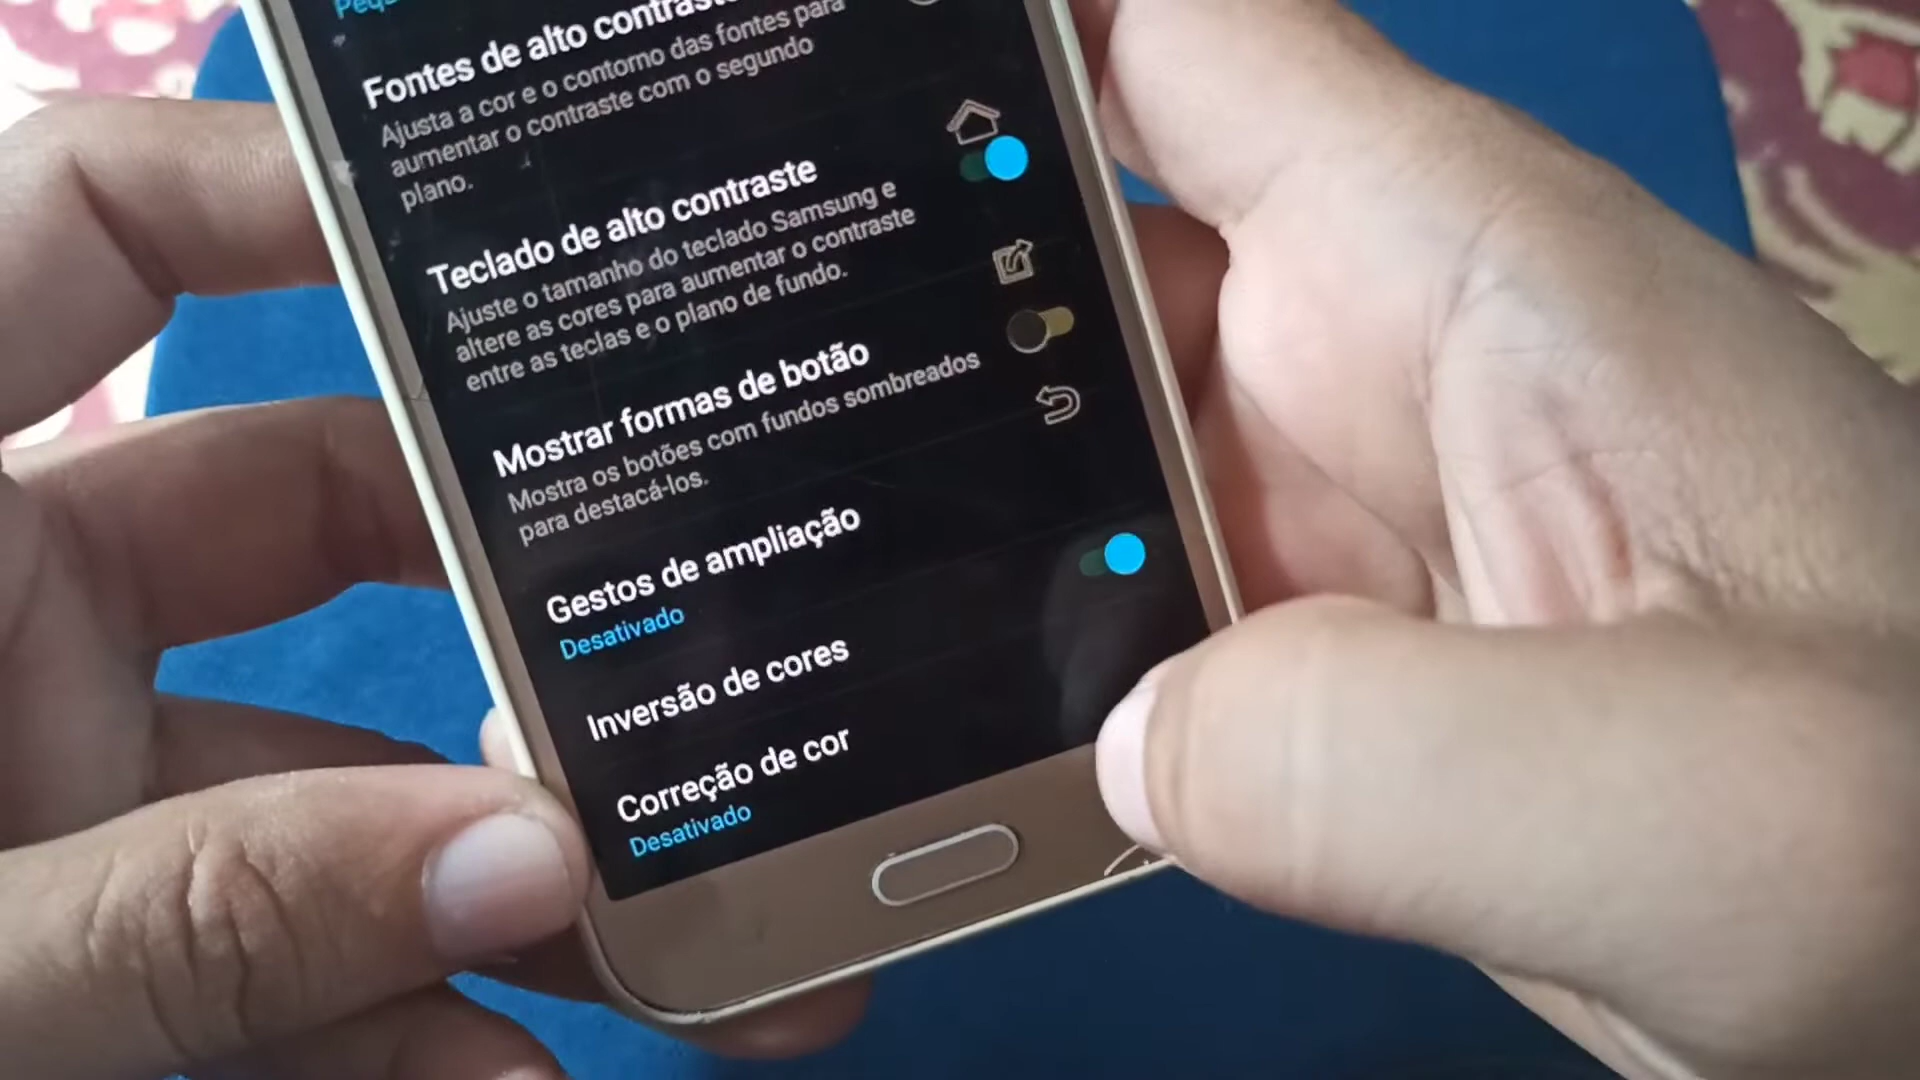 Fontes de alto contraste
Ajusta a cor e o contorno das fontes para
aumentar o contraste com o segundo
plano.
Teclado de alto contraste
Ajuste o tamanho do teclado Samsung e
altere as cores para aumentar o contraste
entre as teclas e o plano de fundo.
Mostrar formas de botão
Mostra os botões com fundos sombreados
para destacá-los.
Gestos de ampliação
Desativado
Inversão de cores
Correção de cor
Desativado